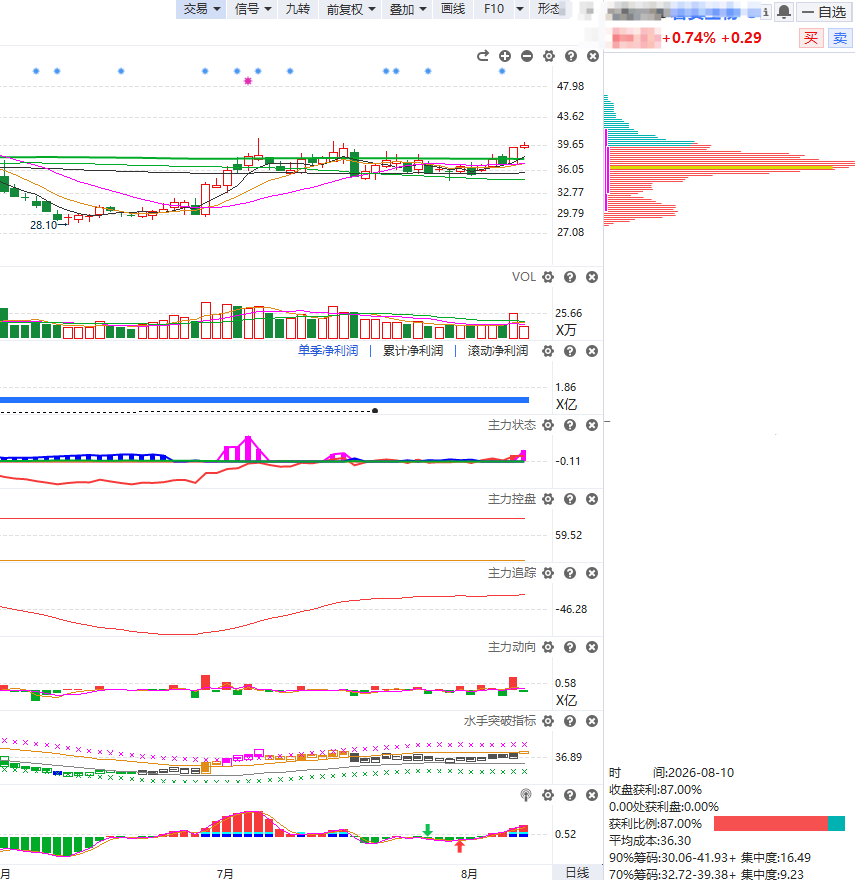 交易 信号 九转 前复权 叠加 画线 F10 形态
自选
+0.74% +0.29 买 卖
47.98
43.62
39.65
36.05
32.77
29.79
28.10
27.08
VOL
25.66
X万
单季净利润 | 累计净利润 | 滚动净利润
1.86
X亿
主力状态
-0.11
主力控盘
59.52
主力追踪
-46.28
主力动向
0.58
X亿
水手突破指标
36.89
0.52
月 7月 8月 日线
时 间:2026-08-10
收盘获利:87.00%
0.00处获利盘:0.00%
获利比例:87.00%
平均成本:36.30
90%筹码:30.06-41.93+ 集中度:16.49
70%筹码:32.72-39.38+ 集中度:9.23